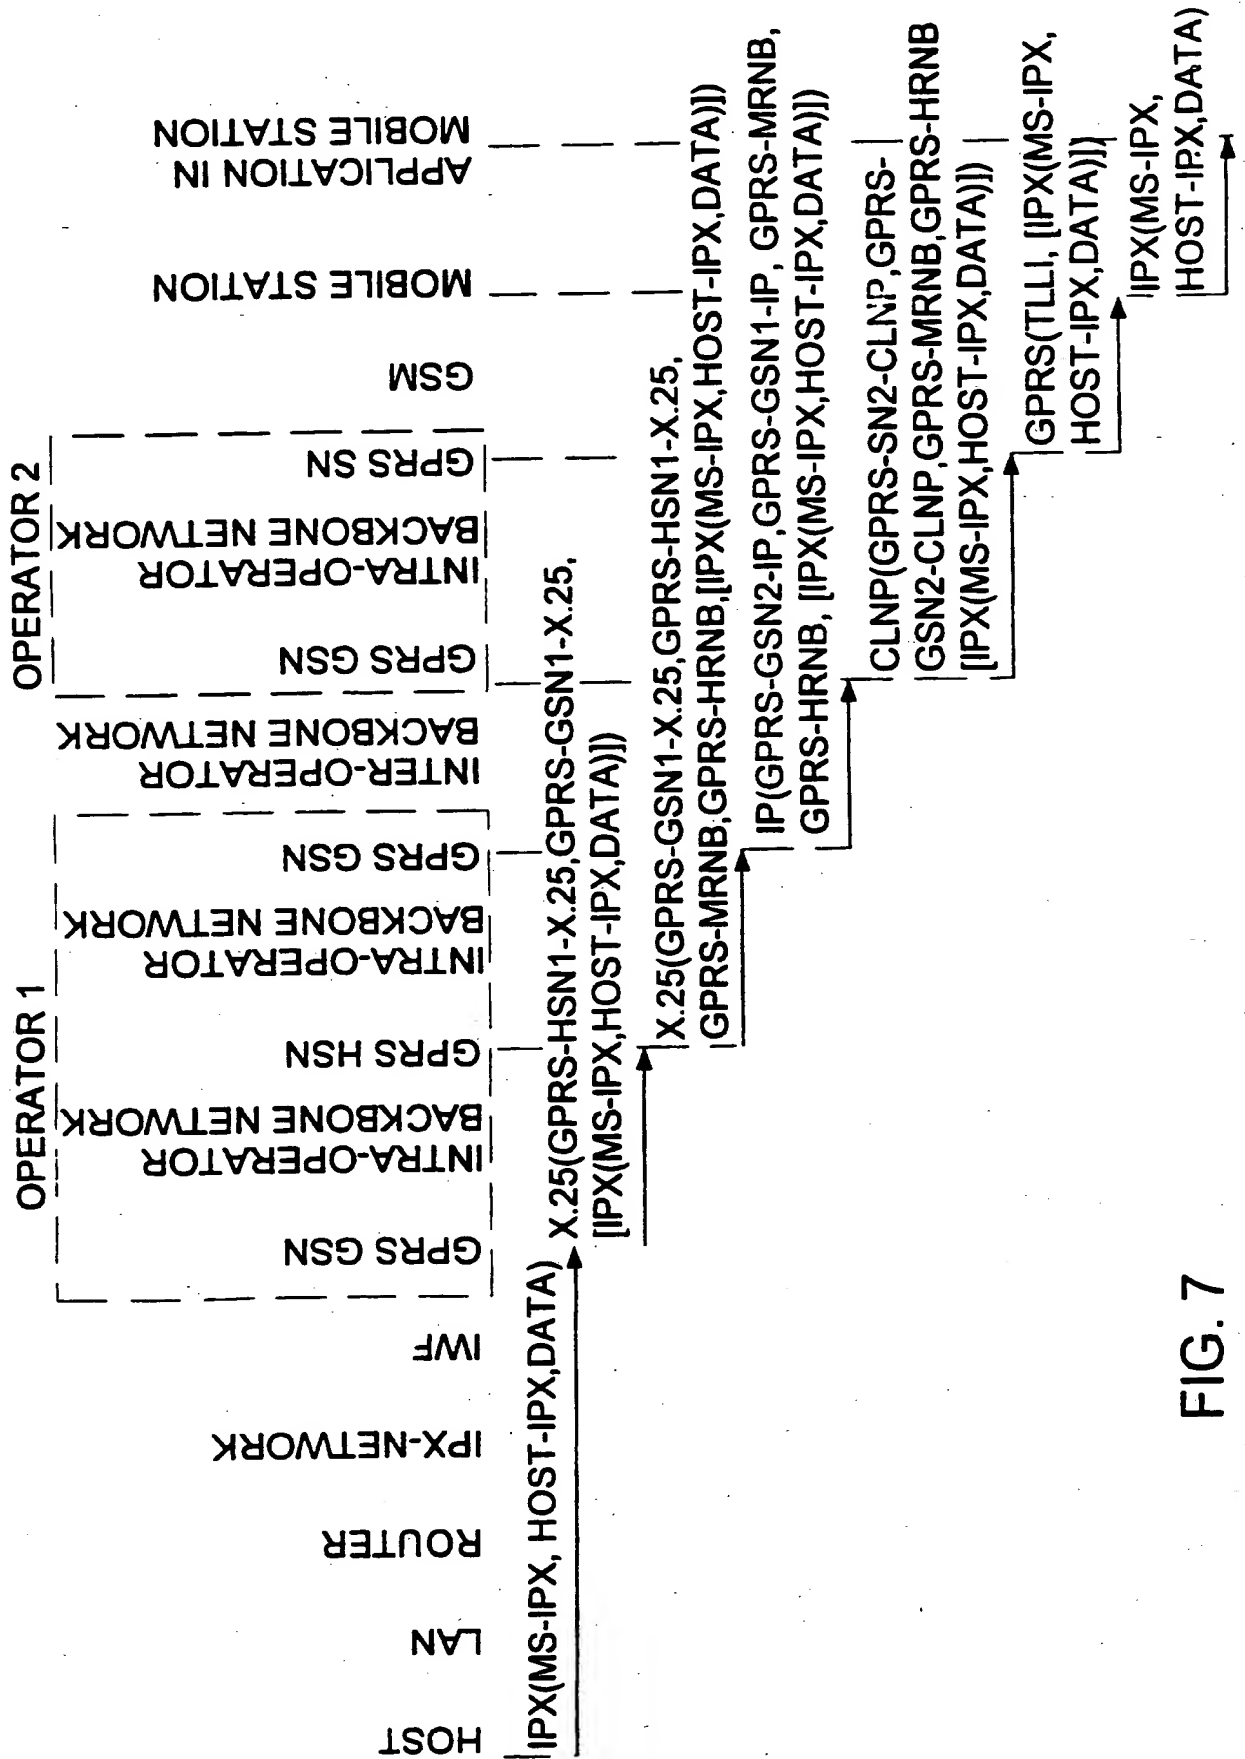 OPERATOR 1
OPERATOR 2
HOST
LAN
ROUTER
IPX-NETWORK
IWF
GPRS GSN
INTRA-OPERATOR
BACKBONE NETWORK
GPRS HSN
INTRA-OPERATOR
BACKBONE NETWORK
GPRS GSN
INTER-OPERATOR
BACKBONE NETWORK
GPRS GSN
INTRA-OPERATOR
BACKBONE NETWORK
GPRS SN
GSM
MOBILE STATION
APPLICATION IN
MOBILE STATION
IPX(MS-IPX, HOST-IPX,DATA)
X.25(GPRS-HSN1-X.25,GPRS-GSN1-X.25,
[IPX(MS-IPX,HOST-IPX,DATA)])
X.25(GPRS-GSN1-X.25,GPRS-HSN1-X.25,
GPRS-MRNB,GPRS-HRNB,[IPX(MS-IPX,HOST-IPX,DATA)])
IP(GPRS-GSN2-IP,GPRS-GSN1-IP, GPRS-MRNB,
GPRS-HRNB, [IPX(MS-IPX,HOST-IPX,DATA)])
CLNP(GPRS-SN2-CLNP,GPRS-
GSN2-CLNP,GPRS-MRNB,GPRS-HRNB
[IPX(MS-IPX,HOST-IPX,DATA)])
GPRS(TLLI, [IPX(MS-IPX,
HOST-IPX,DATA)])
IPX(MS-IPX,
HOST-IPX,DATA)
FIG. 7